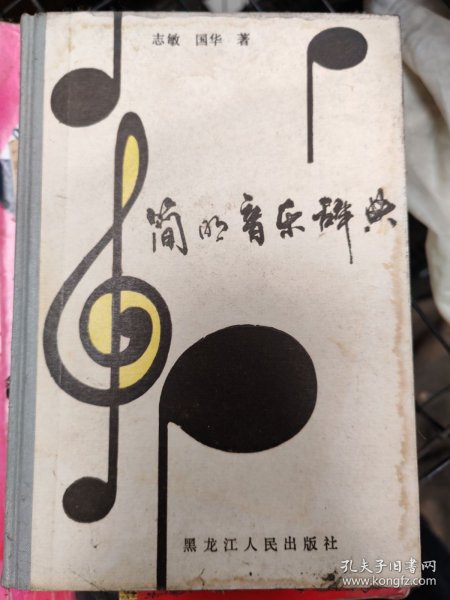 志敏 国华 著
简明音乐辞典
黑龙江人民出版社
孔夫子旧书网
www.kongfz.com